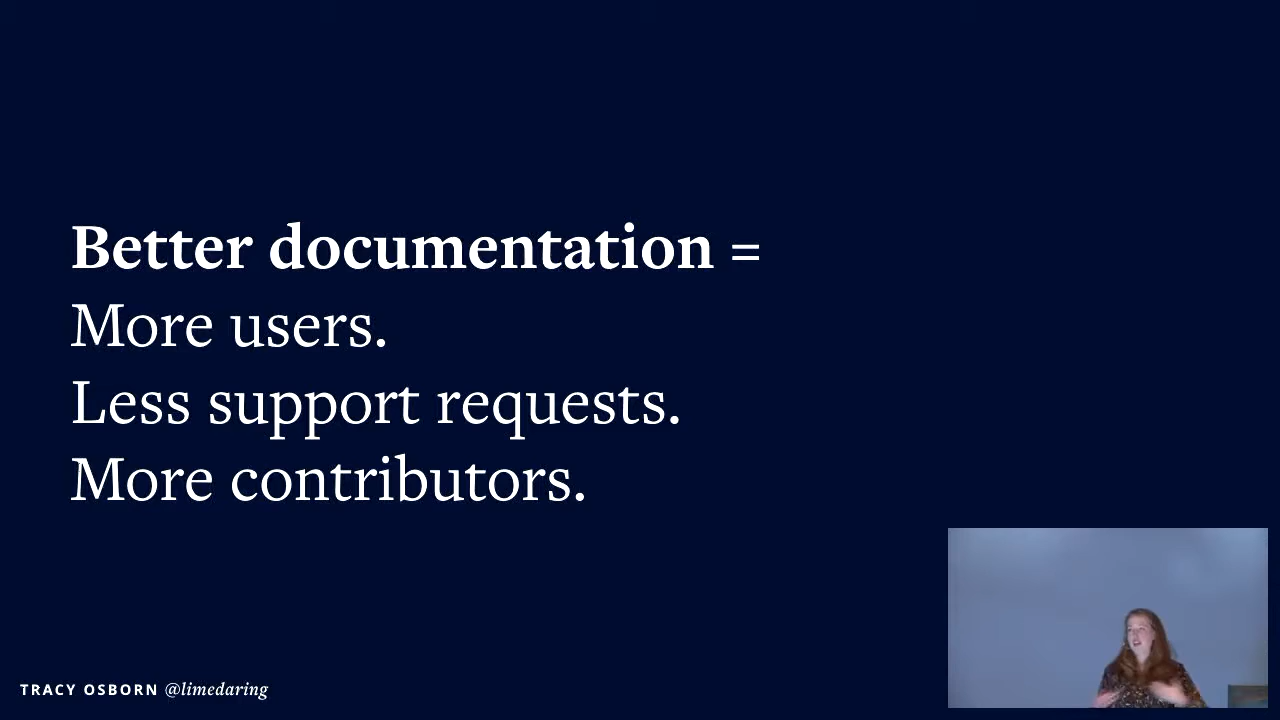 Better documentation =
More users.
Less support requests.
More contributors.
TRACY OSBORN @limedaring